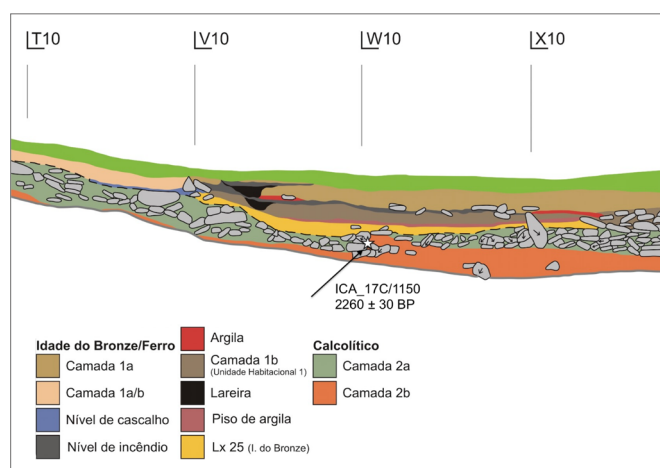 T10
V10
W10
X10
ICA_17C/1150
2260 ± 30 BP
Idade do Bronze/Ferro
Camada 1a
Camada 1a/b
Nível de cascalho
Nível de incêndio
Argila
Camada 1b
(Unidade Habitacional 1)
Lareira
Piso de argila
Lx 25 (I. do Bronze)
Calcolítico
Camada 2a
Camada 2b